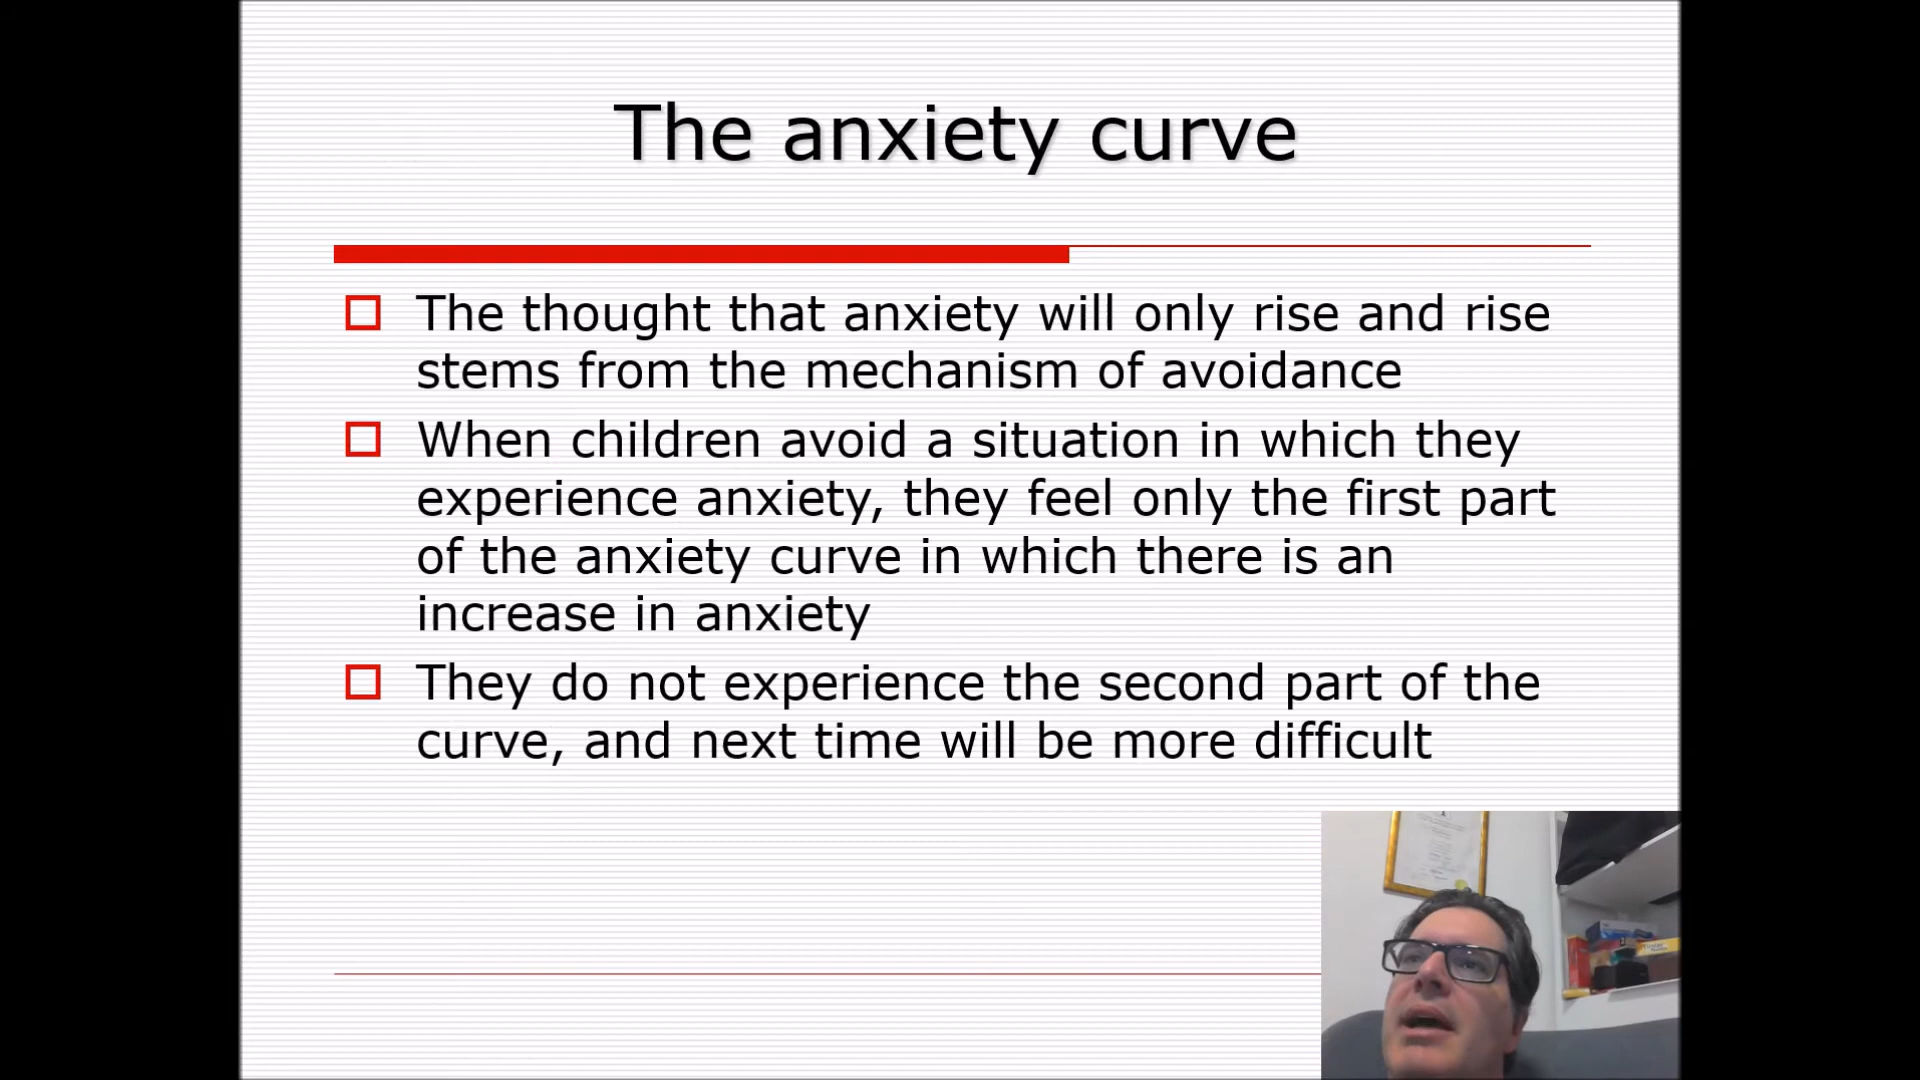 The anxiety curve
The thought that anxiety will only rise and rise
stems from the mechanism of avoidance
When children avoid a situation in which they
experience anxiety, they feel only the first part
of the anxiety curve in which there is an
increase in anxiety
They do not experience the second part of the
curve, and next time will be more difficult